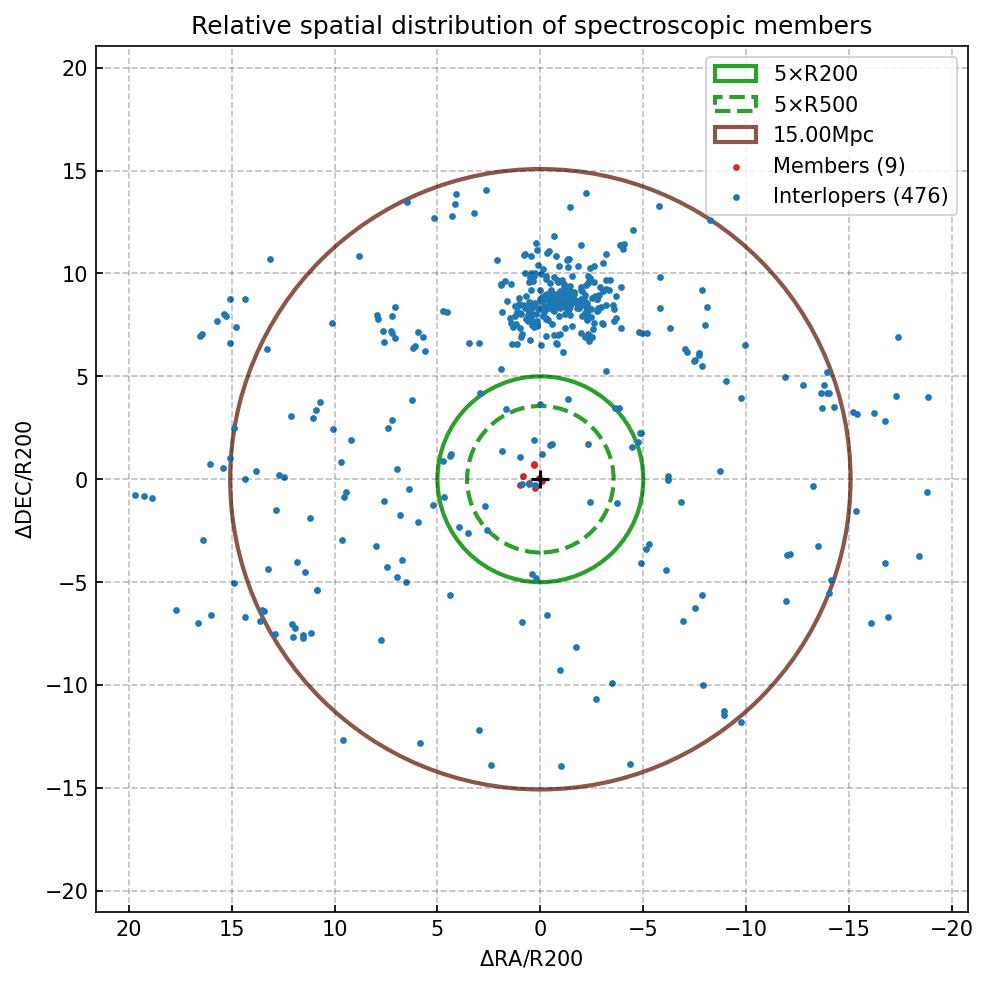 Relative spatial distribution of spectroscopic members
5×R200
5×R500
15.00Mpc
Members (9)
Interlopers (476)
20
15
10
5
0
−5
−10
−15
−20
ΔDEC/R200
20
15
10
5
0
−5
−10
−15
−20
ΔRA/R200